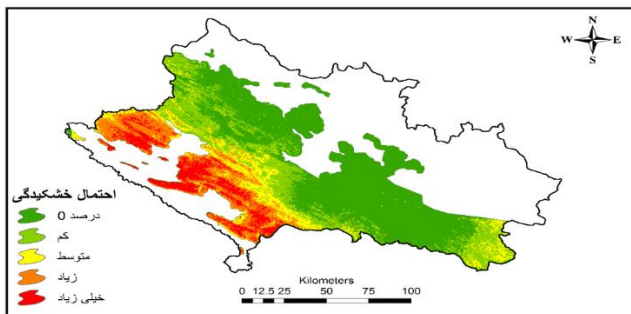 N
W E
S
احتمال خشکیدگی
0 درصد
کم
متوسط
زیاد
خیلی زیاد
Kilometers
0 12.5 25 50 75 100